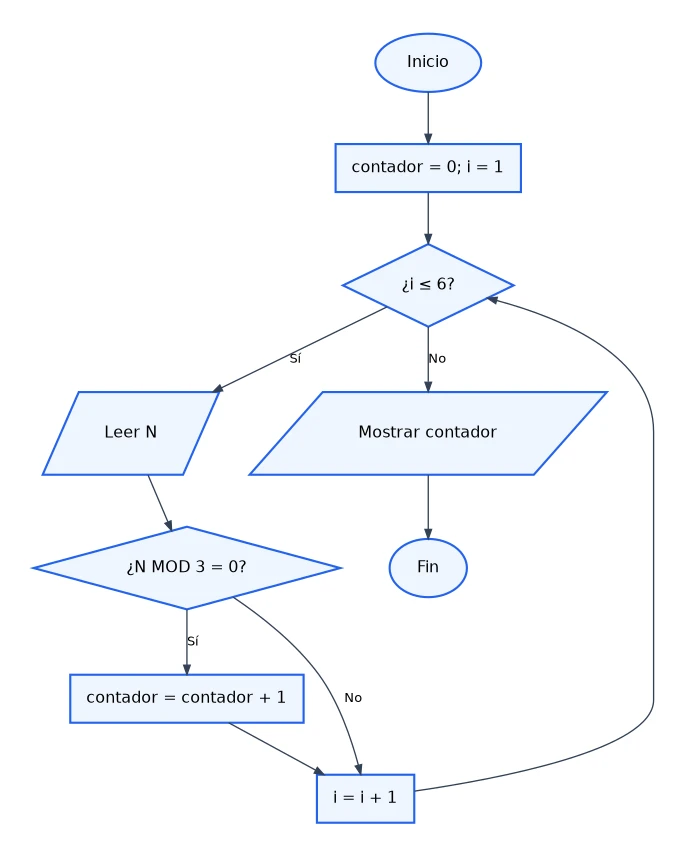 Inicio
contador = 0; i = 1
¿i ≤ 6?
Sí
No
Leer N
Mostrar contador
¿N MOD 3 = 0?
Fin
Sí
contador = contador + 1
No
i = i + 1